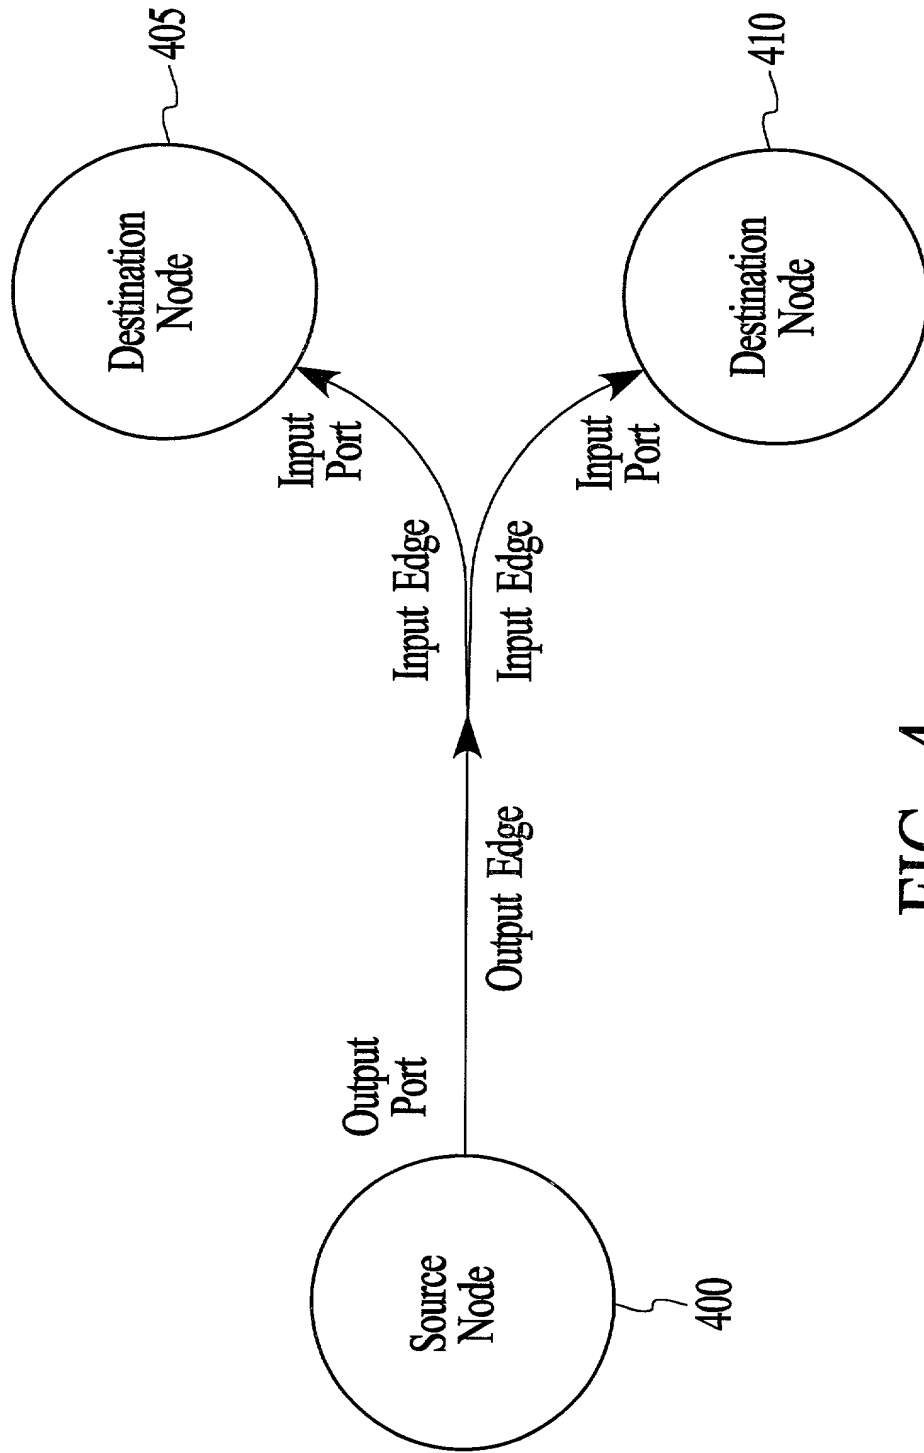 405
Destination
Node
Input
Port
Input Edge
Output
Port
Source
Node
400
Output Edge
Input Edge
Input
Port
Destination
Node
410
FIG. 4